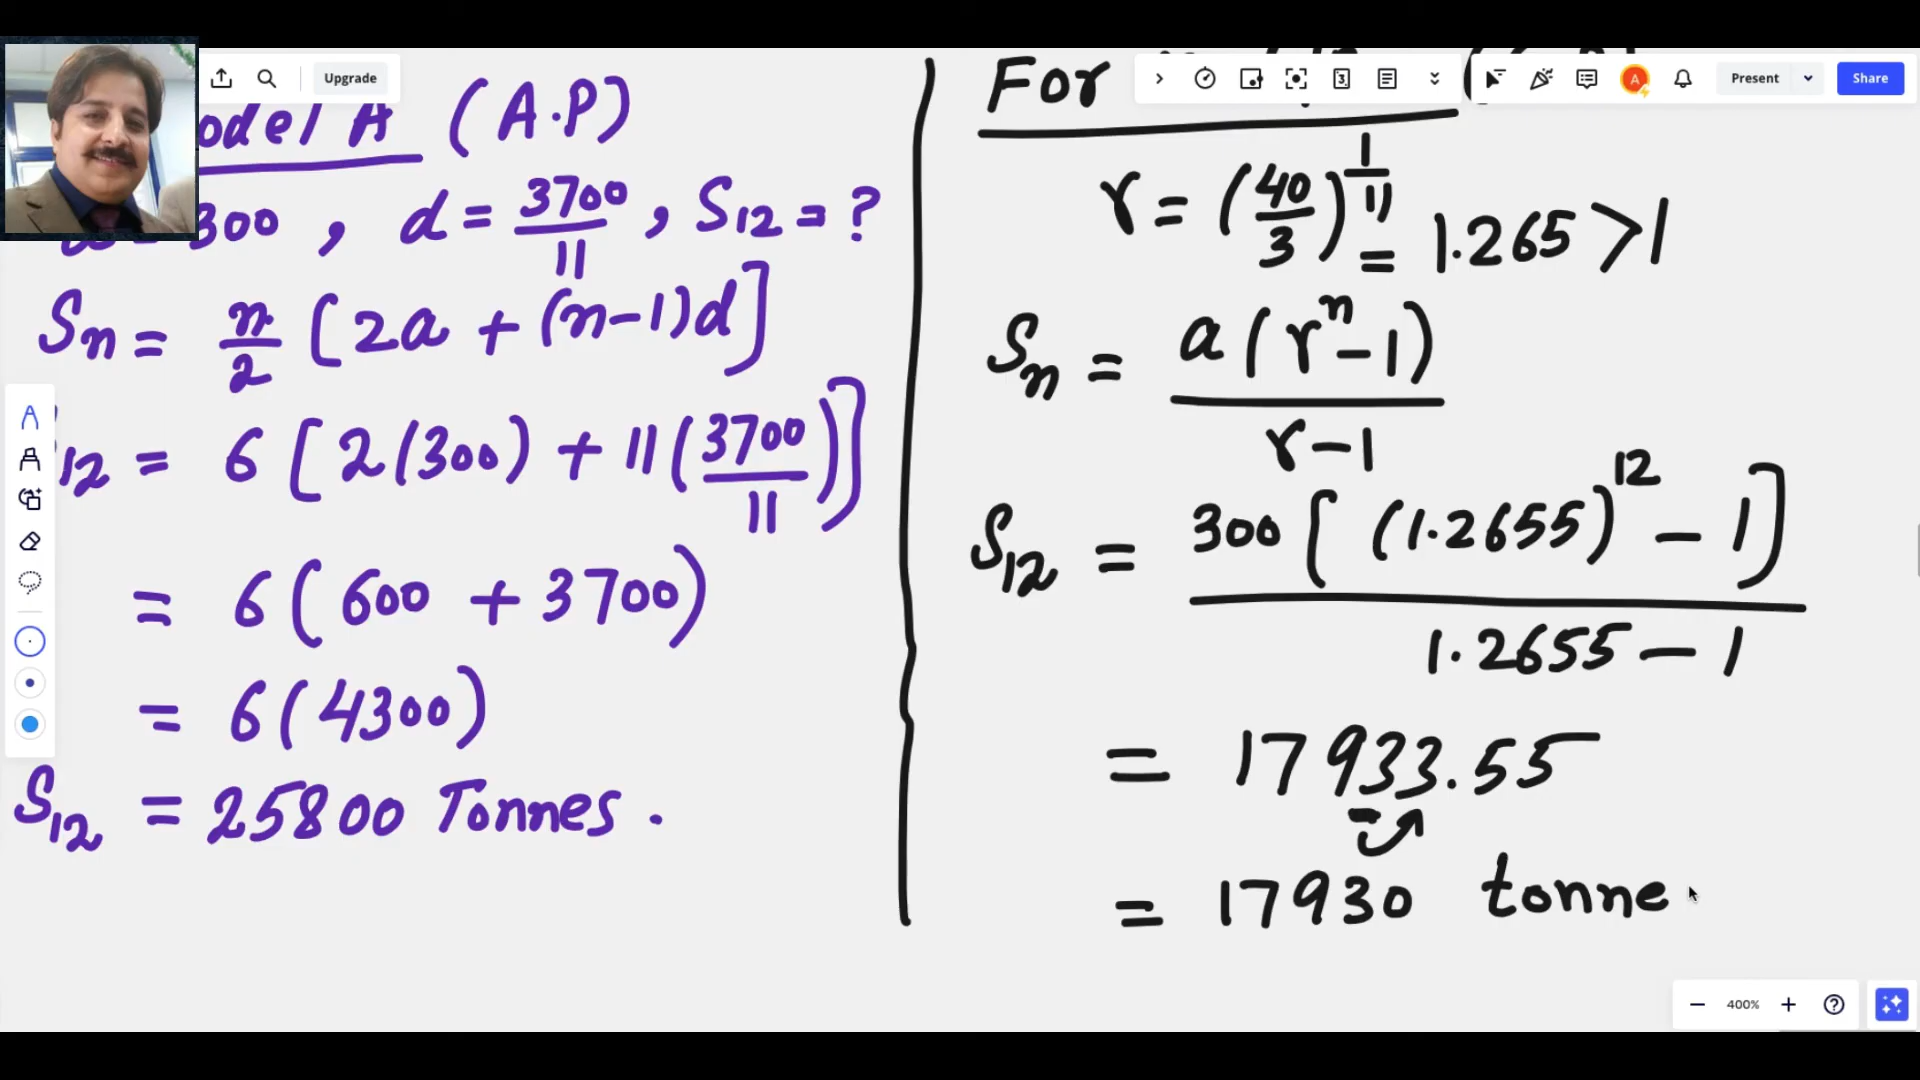 Upgrade
3
A
Present
Share
odel A (A.P)
300 , d = 3700/11 , S12 = ?
Sn = n/2 [2a + (n-1)d]
12 = 6 [2(300) + 11(3700/11)]
= 6(600 + 3700)
= 6(4300)
S12 = 25800 Tonnes .
For
r = (40/3)^1/11 = 1.265 > 1
Sn = a(r^n - 1) / r - 1
S12 = 300[(1.2655)^12 - 1] / 1.2655 - 1
= 17933.55
= 17930 tonne
400%